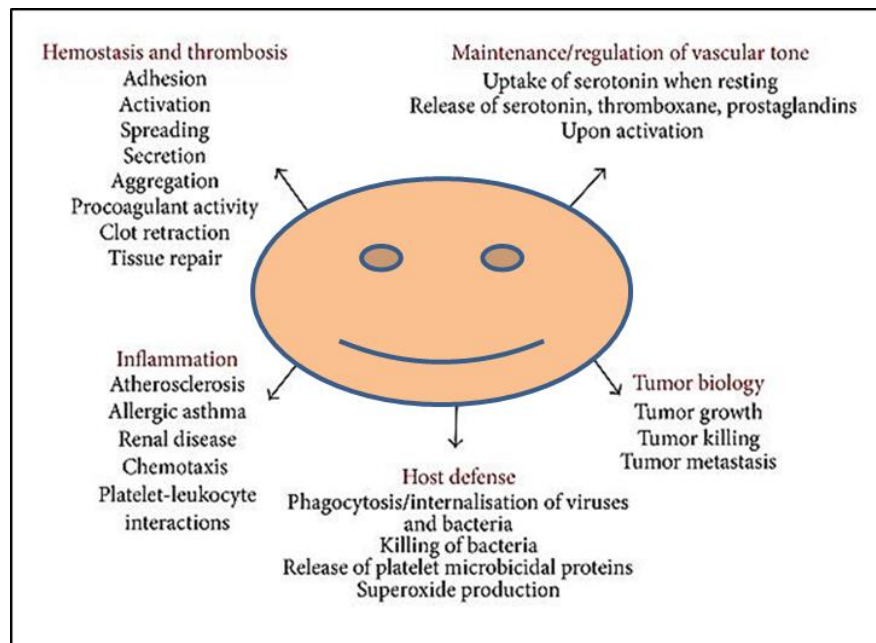 Hemostasis and thrombosis
Adhesion
Activation
Spreading
Secretion
Aggregation
Procoagulant activity
Clot retraction
Tissue repair
Maintenance/regulation of vascular tone
Uptake of serotonin when resting
Release of serotonin, thromboxane, prostaglandins
Upon activation
Inflammation
Atherosclerosis
Allergic asthma
Renal disease
Chemotaxis
Platelet-leukocyte
interactions
Host defense
Phagocytosis/internalisation of viruses
and bacteria
Killing of bacteria
Release of platelet microbicidal proteins
Superoxide production
Tumor biology
Tumor growth
Tumor killing
Tumor metastasis